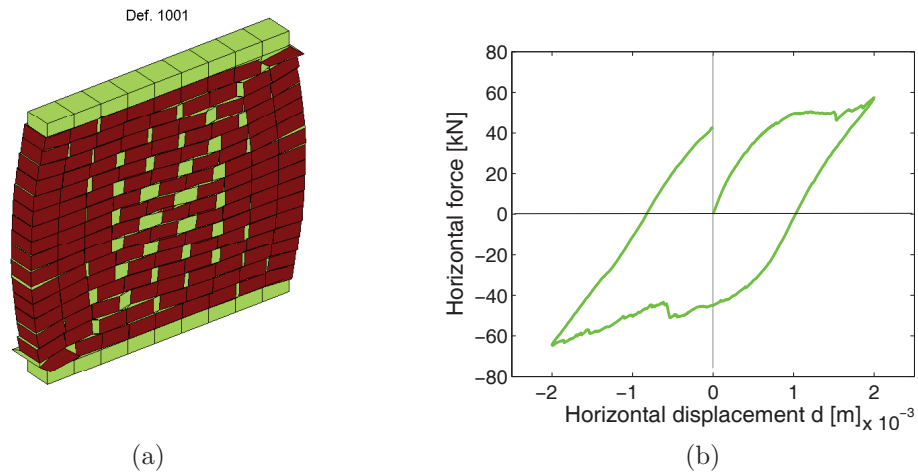 Def. 1001
80
60
40
20
0
−20
−40
−60
−80
Horizontal force [kN]
−2
−1
0
1
2
Horizontal displacement d [m]
x 10⁻³
(a)
(b)